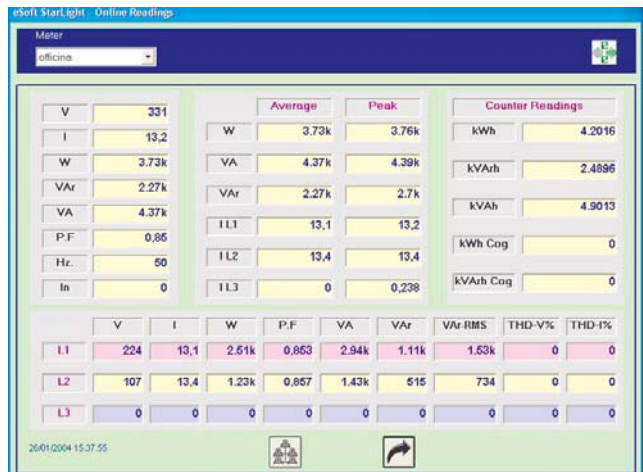 eSoft StarLight - Online Readings
Meter
officina
V 331
I 13,2
W 3.73k
VAr 2.27k
VA 4.37k
P.F 0,85
Hz. 50
In 0
Average Peak
W 3.73k 3.76k
VA 4.37k 4.39k
VAr 2.27k 2.7k
I L1 13,1 13,2
I L2 13,4 13,4
I L3 0 0,238
Counter Readings
kWh 4.2016
kVArh 2.4896
kVAh 4.9013
kWh Cog 0
kVArh Cog 0
V I W P.F VA VAr VAr-RMS THD-V% THD-I%
L1 224 13,1 2.51k 0,853 2.94k 1.11k 1.53k 0 0
L2 107 13,4 1.23k 0,857 1.43k 515 734 0 0
L3 0 0 0 0 0 0 0 0 0
26/01/2004 15.37.55